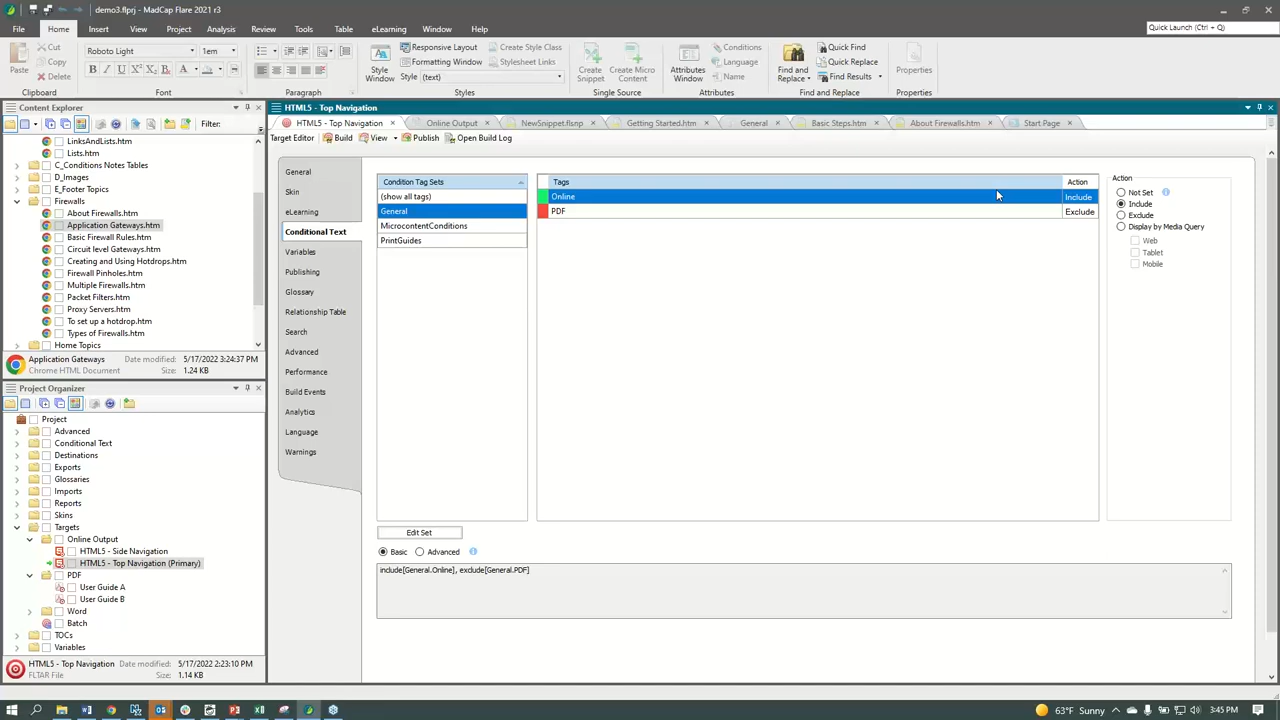 demo3.flprj - MadCap Flare 2021 r3
File Home Insert View Project Analysis Review Tools Table eLearning Window Help
Quick Launch (Ctrl + Q)
Paste
Cut
Copy
Delete
Clipboard
Roboto Light 1em
B I U X X B A
Font
Paragraph
Style Window
Responsive Layout
Formatting Window
Style (text)
Create Style Class
Stylesheet Links
Styles
Create Snippet
Create Micro Content
Single Source
Attributes Window
Conditions
Language
Name
Attributes
Find and Replace
Quick Find
Quick Replace
Find Results
Find and Replace
Properties
Properties
Content Explorer
Filter:
LinksAndLists.htm
Lists.htm
C_Conditions Notes Tables
D_Images
E_Footer Topics
Firewalls
About Firewalls.htm
Application Gateways.htm
Basic Firewall Rules.htm
Circuit level Gateways.htm
Creating and Using Hotdrops.htm
Firewall Pinholes.htm
Multiple Firewalls.htm
Packet Filters.htm
Proxy Servers.htm
To set up a hotdrop.htm
Types of Firewalls.htm
Home Topics
Application Gateways Date modified: 5/17/2022 3:24:37 PM
Chrome HTML Document Size: 1.24 KB
Project Organizer
Project
Advanced
Conditional Text
Destinations
Exports
Glossaries
Imports
Reports
Skins
Targets
Online Output
HTML5 - Side Navigation
HTML5 - Top Navigation (Primary)
PDF
User Guide A
User Guide B
Word
Batch
TOCs
Variables
HTML5 - Top Navigation Date modified: 5/17/2022 2:23:10 PM
FLTAR File Size: 1.14 KB
HTML5 - Top Navigation
HTML5 - Top Navigation Online Output NewSnippet.flsnp Getting Started.htm General Basic Steps.htm About Firewalls.htm Start Page
Target Editor Build View Publish Open Build Log
General
Skin
eLearning
Conditional Text
Variables
Publishing
Glossary
Relationship Table
Search
Advanced
Performance
Build Events
Analytics
Language
Warnings
Condition Tag Sets
(show all tags)
General
MicrocontentConditions
PrintGuides
Tags Action
Online Include
PDF Exclude
Action
Not Set
Include
Exclude
Display by Media Query
Web
Tablet
Mobile
Edit Set
Basic Advanced
include[General.Online], exclude[General.PDF]
63°F Sunny 3:45 PM